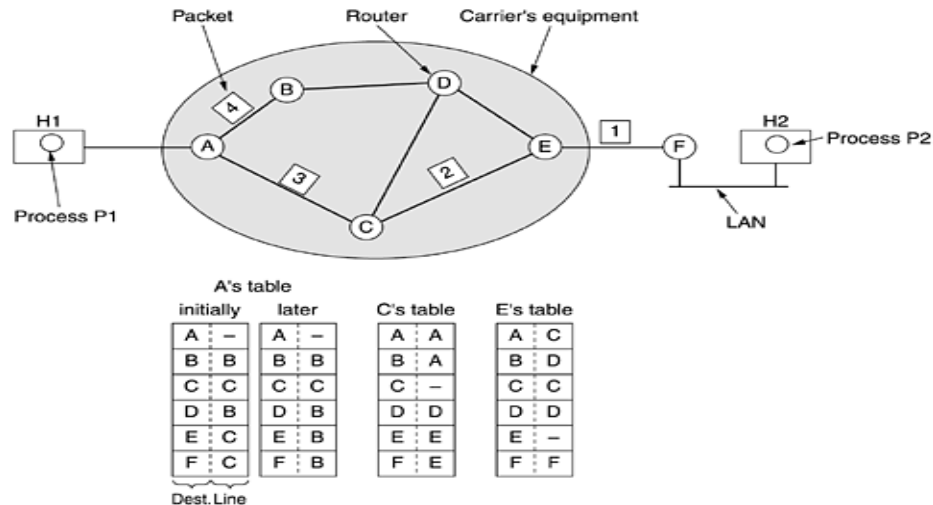 Packet Router Carrier's equipment
B D
4
H1 A 3 2 E 1 F H2
Process P2
Process P1
C
LAN
A's table
initially later C's table E's table
A – A – A A A C
B B B B B A B D
C C C C C – C C
D B D B D D D D
E C E B E E E –
F C F B F E F F
Dest. Line